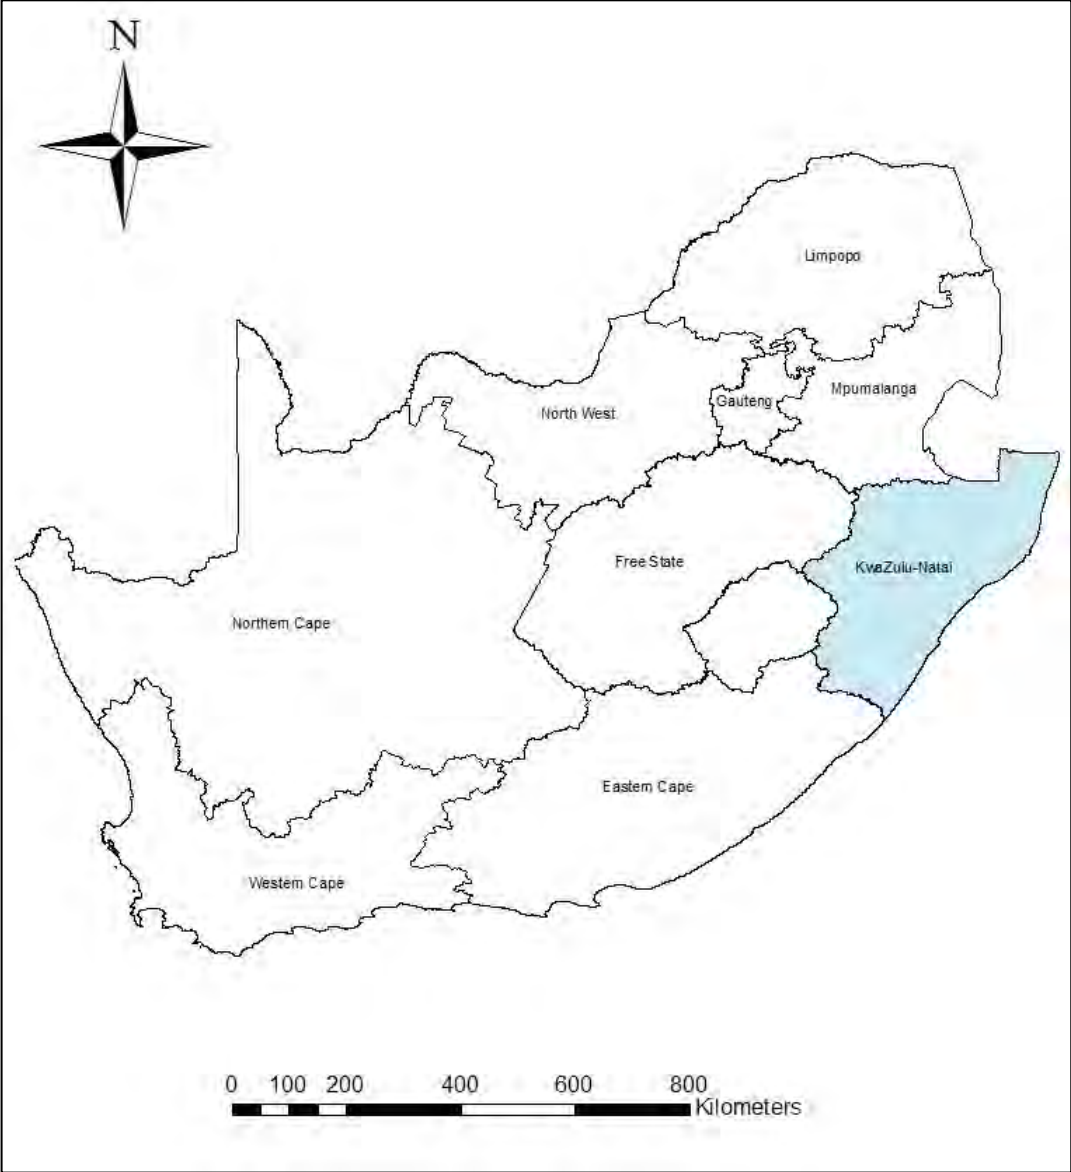 N
Limpopo
Mpumalanga
Gauteng
North West
KwaZulu-Natal
Free State
Northern Cape
Eastern Cape
Western Cape
0 100 200 400 600 800
Kilometers